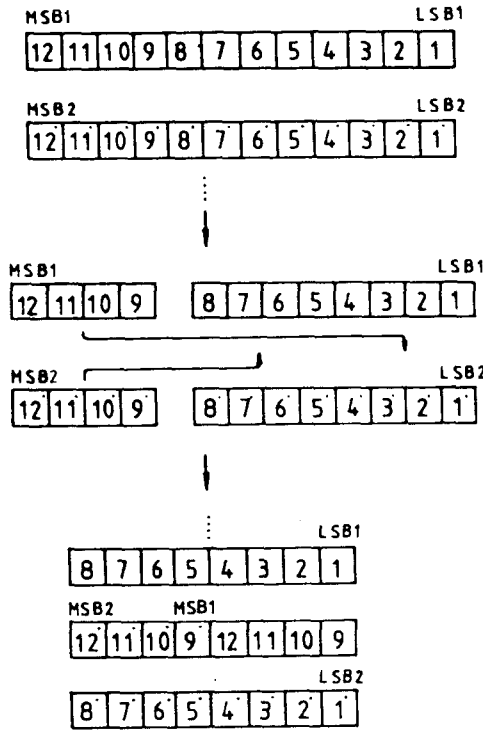 MSB1 LSB1
12 11 10 9 8 7 6 5 4 3 2 1
MSB2 LSB2
12˙ 11˙ 10˙ 9˙ 8˙ 7˙ 6˙ 5˙ 4˙ 3˙ 2˙ 1˙
MSB1 LSB1
12 11 10 9 8 7 6 5 4 3 2 1
MSB2 LSB2
12˙ 11˙ 10˙ 9˙ 8˙ 7˙ 6˙ 5˙ 4˙ 3˙ 2˙ 1˙
LSB1
8 7 6 5 4 3 2 1
MSB2 MSB1
12˙ 11˙ 10˙ 9˙ 12 11 10 9
LSB2
8˙ 7˙ 6˙ 5˙ 4˙ 3˙ 2˙ 1˙